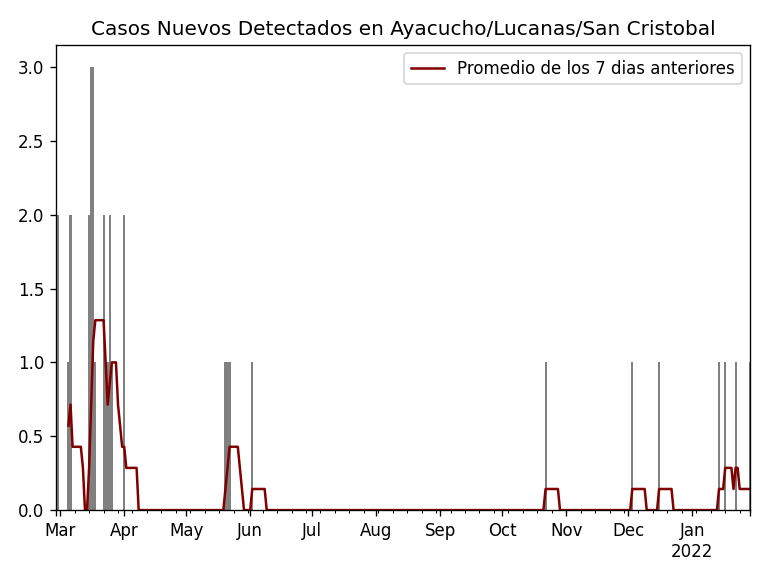 Casos Nuevos Detectados en Ayacucho/Lucanas/San Cristobal
Promedio de los 7 dias anteriores
3.0
2.5
2.0
1.5
1.0
0.5
0.0
Mar Apr May Jun Jul Aug Sep Oct Nov Dec Jan
2022